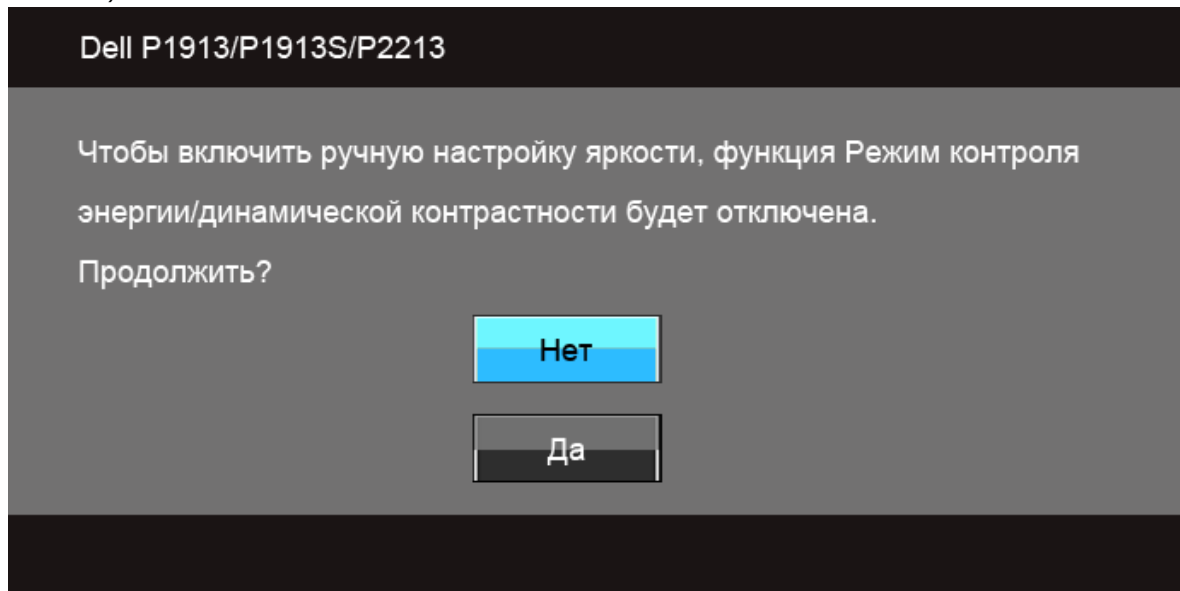 Dell P1913/P1913S/P2213
Чтобы включить ручную настройку яркости, функция Режим контроля
энергии/динамической контрастности будет отключена.
Продолжить?
Нет
Да